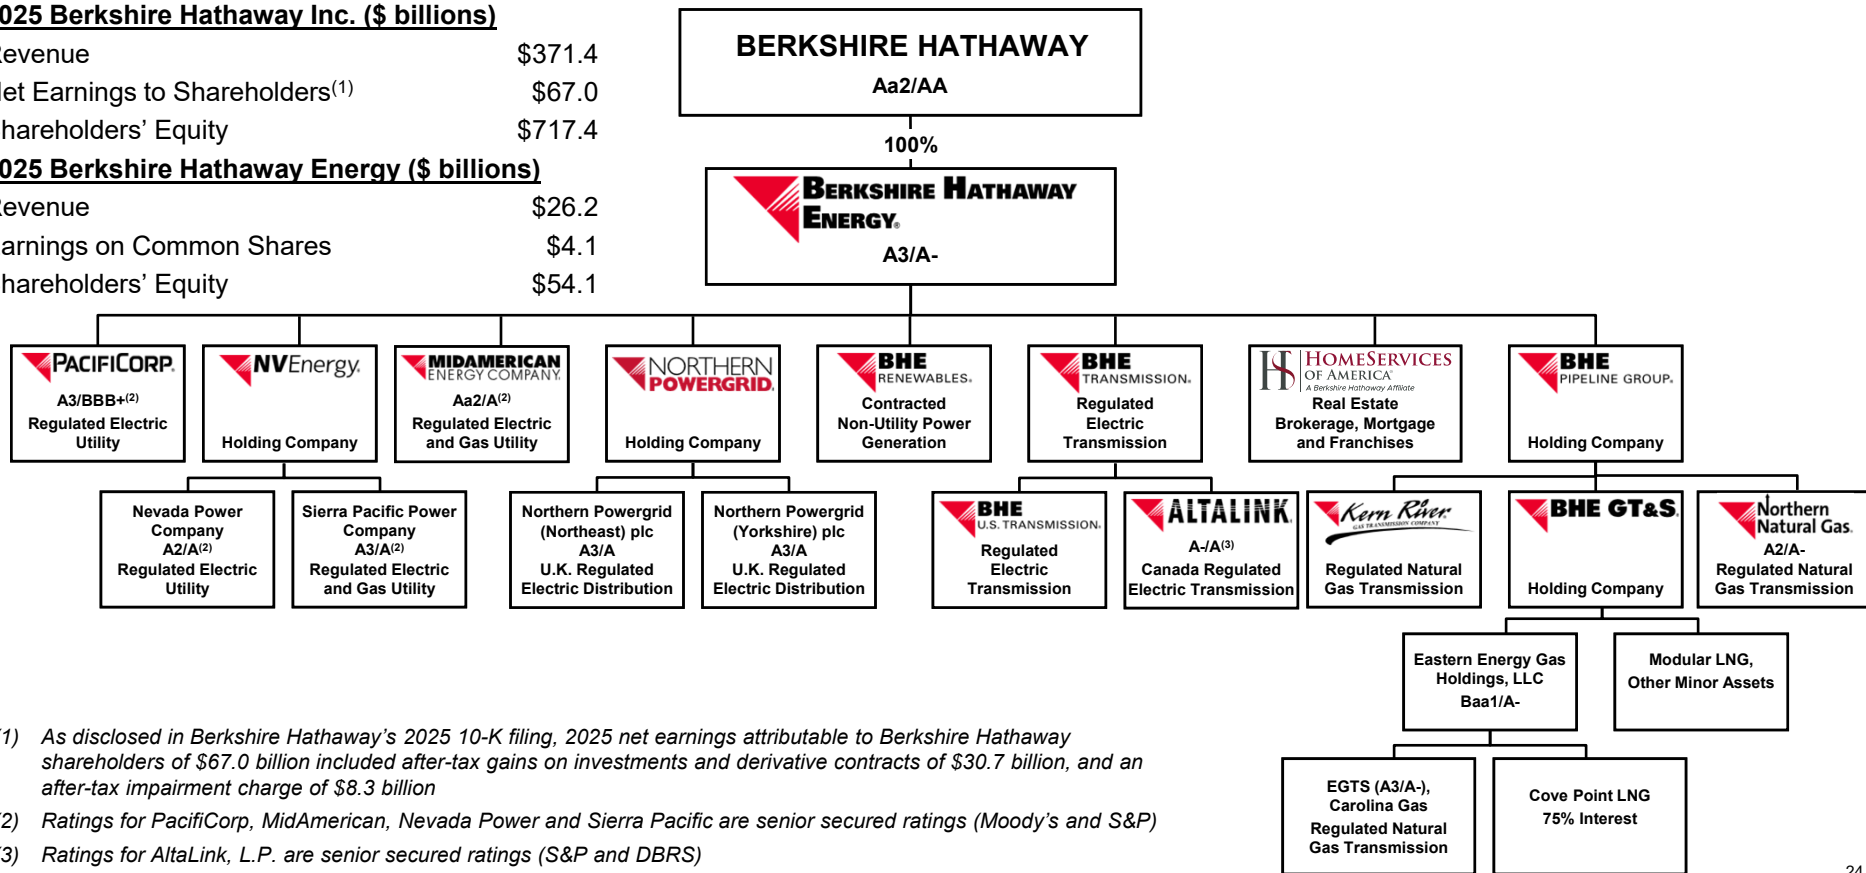 025 Berkshire Hathaway Inc. ($ billions)
Revenue $371.4
Net Earnings to Shareholders(1) $67.0
hareholders' Equity $717.4
025 Berkshire Hathaway Energy ($ billions)
Revenue $26.2
arnings on Common Shares $4.1
hareholders' Equity $54.1
BERKSHIRE HATHAWAY
Aa2/AA
100%
BERKSHIRE HATHAWAY
ENERGY®
A3/A-
PACIFICORP.
A3/BBB+(2)
Regulated Electric
Utility
NVEnergy.
Holding Company
MIDAMERICAN
ENERGY COMPANY.
Aa2/A(2)
Regulated Electric
and Gas Utility
NORTHERN
POWERGRID.
Holding Company
BHE
RENEWABLES.
Contracted
Non-Utility Power
Generation
BHE
TRANSMISSION.
Regulated
Electric
Transmission
HS
HOMESERVICES
OF AMERICA
A Berkshire Hathaway Affiliate
Real Estate
Brokerage, Mortgage
and Franchises
BHE
PIPELINE GROUP.
Holding Company
Nevada Power
Company
A2/A(2)
Regulated Electric
Utility
Sierra Pacific Power
Company
A3/A(2)
Regulated Electric
and Gas Utility
Northern Powergrid
(Northeast) plc
A3/A
U.K. Regulated
Electric Distribution
Northern Powergrid
(Yorkshire) plc
A3/A
U.K. Regulated
Electric Distribution
BHE
U.S. TRANSMISSION.
Regulated
Electric
Transmission
ALTALINK.
A-/A(3)
Canada Regulated
Electric Transmission
Kern River
GAS TRANSMISSION COMPANY
Regulated Natural
Gas Transmission
BHE GT&S.
Holding Company
Northern
Natural Gas.
A2/A-
Regulated Natural
Gas Transmission
Eastern Energy Gas
Holdings, LLC
Baa1/A-
Modular LNG,
Other Minor Assets
EGTS (A3/A-),
Carolina Gas
Regulated Natural
Gas Transmission
Cove Point LNG
75% Interest
1) As disclosed in Berkshire Hathaway's 2025 10-K filing, 2025 net earnings attributable to Berkshire Hathaway
shareholders of $67.0 billion included after-tax gains on investments and derivative contracts of $30.7 billion, and an
after-tax impairment charge of $8.3 billion
2) Ratings for PacifiCorp, MidAmerican, Nevada Power and Sierra Pacific are senior secured ratings (Moody's and S&P)
3) Ratings for AltaLink, L.P. are senior secured ratings (S&P and DBRS)
24